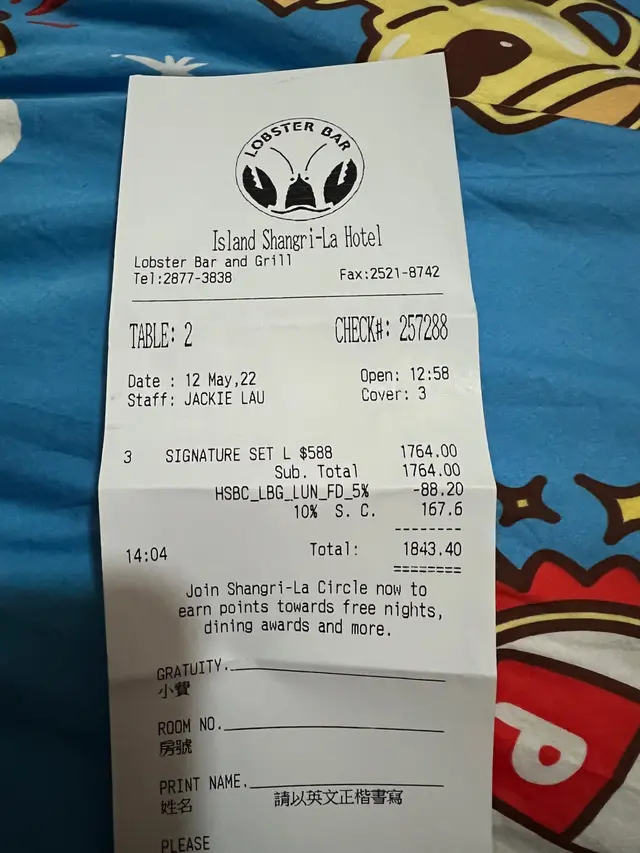 LOBSTER BAR
Island Shangri-La Hotel
Lobster Bar and Grill
Tel:2877-3838 Fax:2521-8742
TABLE: 2 CHECK#: 257288
Date : 12 May,22 Open: 12:58
Staff: JACKIE LAU Cover: 3
3 SIGNATURE SET L $588 1764.00
Sub. Total 1764.00
HSBC_LBG_LUN_FD_5% -88.20
10% S. C. 167.6
--------
14:04 Total: 1843.40
========
Join Shangri-La Circle now to
earn points towards free nights,
dining awards and more.
GRATUITY.
小費
ROOM NO.
房號
PRINT NAME.
姓名 請以英文正楷書寫
PLEASE
P